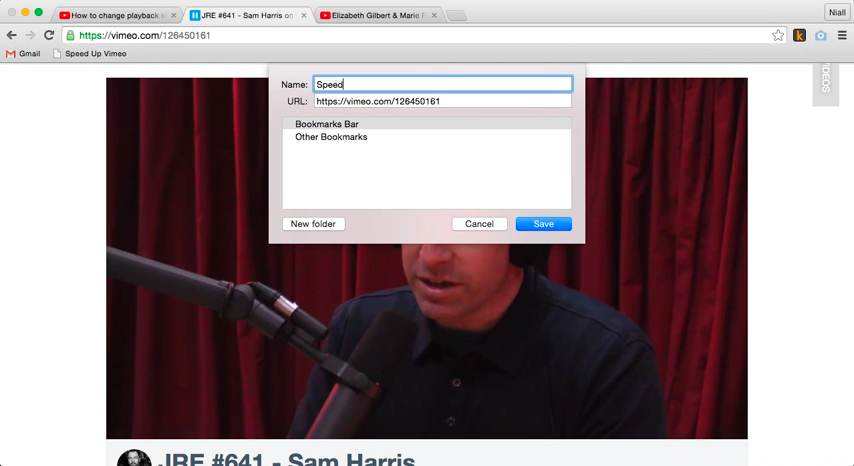 How to change playback s
JRE #641 - Sam Harris on
Elizabeth Gilbert & Marie F
Niall
https://vimeo.com/126450161
Gmail
Speed Up Vimeo
Name: Speed
URL: https://vimeo.com/126450161
Bookmarks Bar
Other Bookmarks
New folder
Cancel
Save
VIDEOS
JRE #641 - Sam Harris